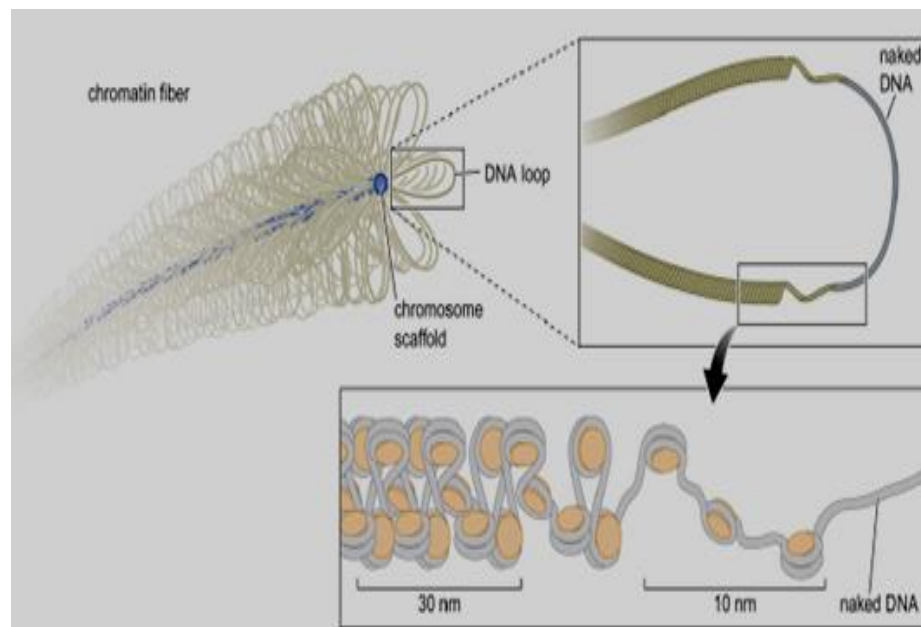 chromatin fiber
naked
DNA
DNA loop
chromosome
scaffold
30 nm
10 nm
naked DNA